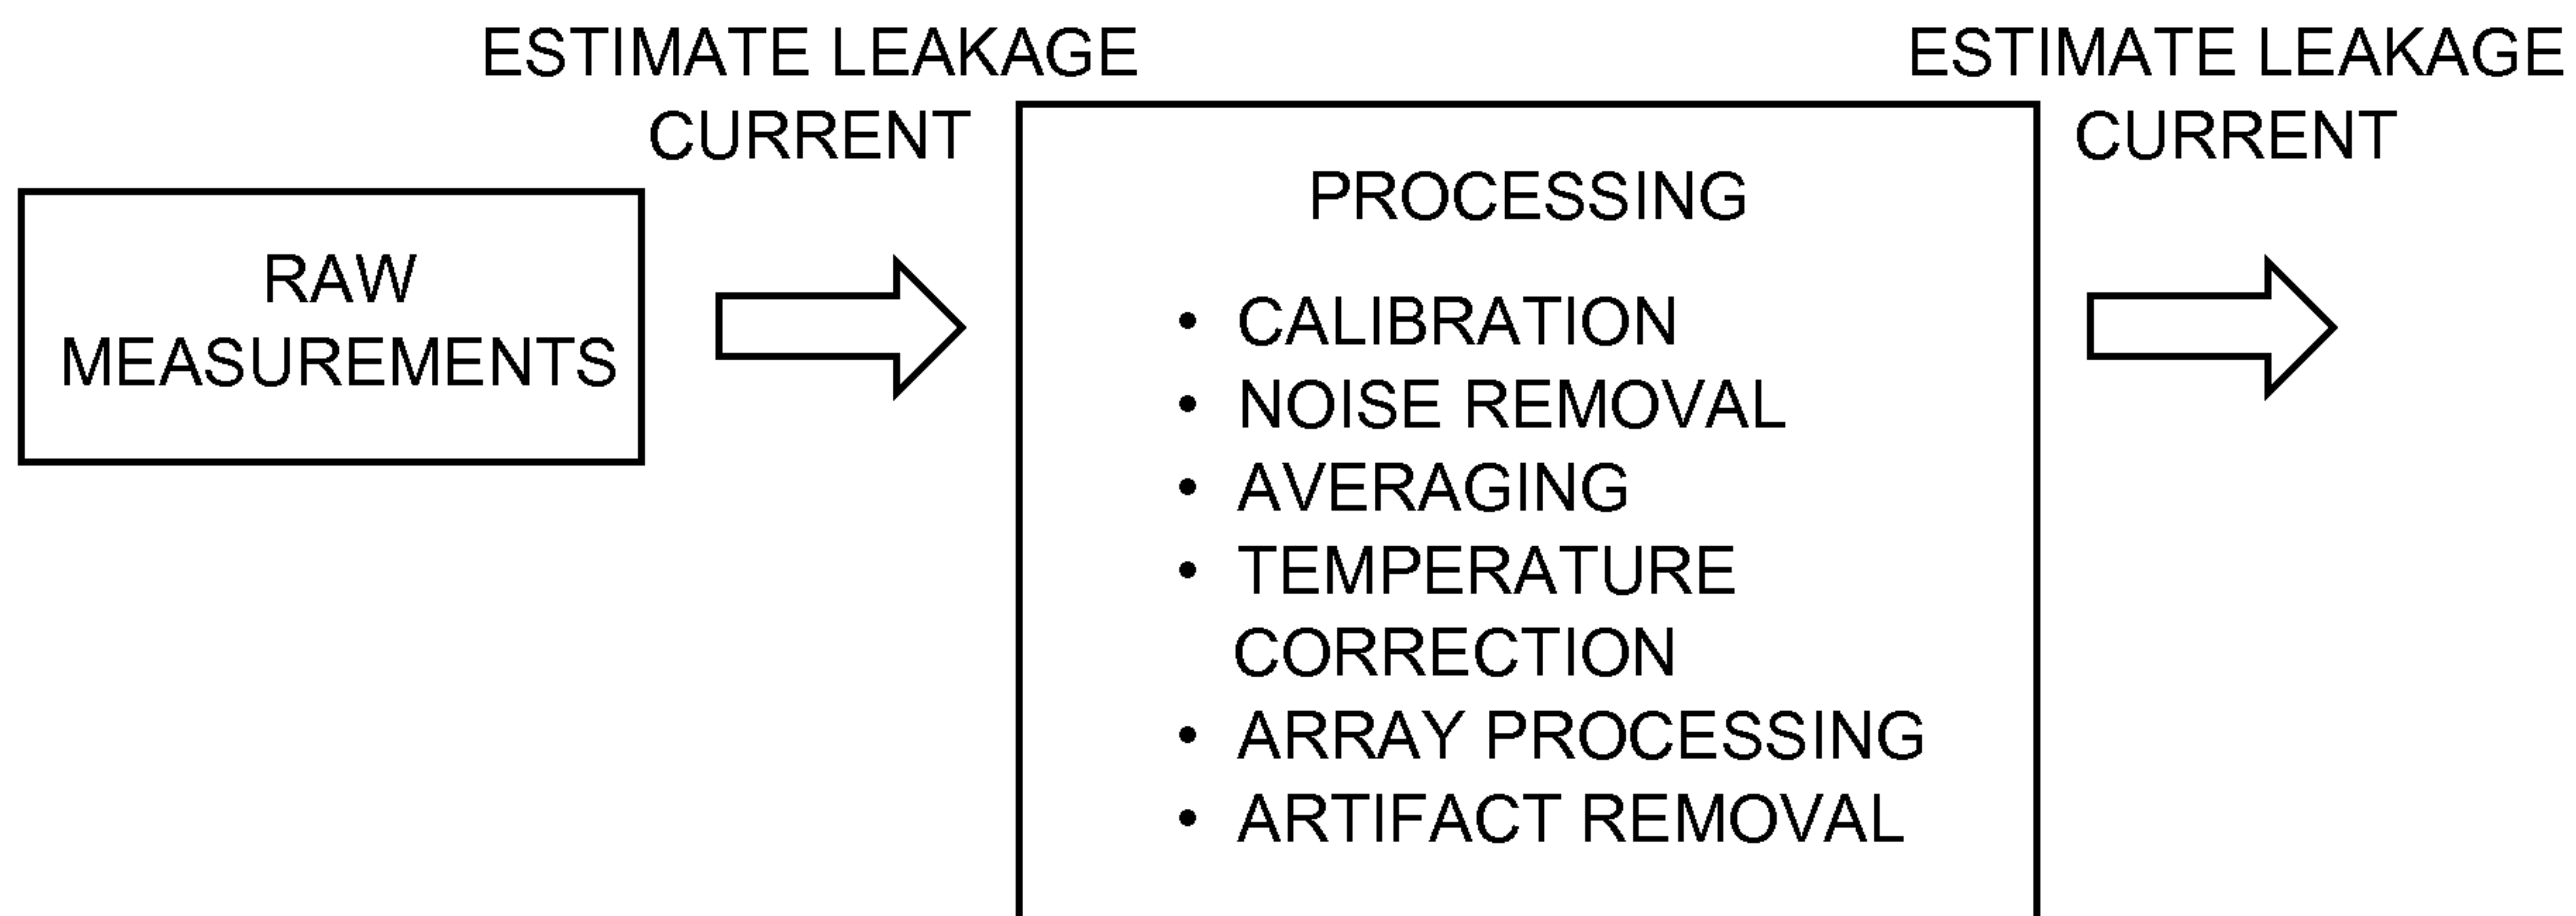 ESTIMATE LEAKAGE
CURRENT
RAW
MEASUREMENTS
PROCESSING
• CALIBRATION
• NOISE REMOVAL
• AVERAGING
• TEMPERATURE
CORRECTION
• ARRAY PROCESSING
• ARTIFACT REMOVAL
ESTIMATE LEAKAGE
CURRENT